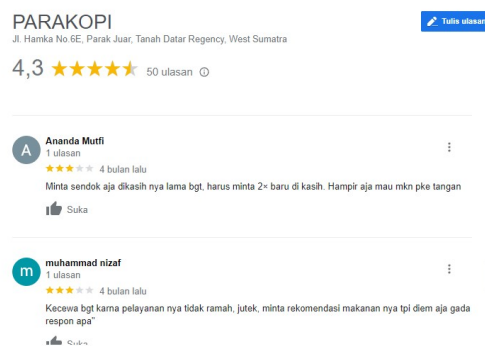 PARAKOPI
Jl. Hamka No.6E, Parak Juar, Tanah Datar Regency, West Sumatra
Tulis ulasan
4,3
50 ulasan
A
Ananda Mutfi
1 ulasan
4 bulan lalu
Minta sendok aja dikasih nya lama bgt, harus minta 2× baru di kasih. Hampir aja mau mkn pke tangan
Suka
m
muhammad nizaf
1 ulasan
4 bulan lalu
Kecewa bgt karna pelayanan nya tidak ramah, jutek, minta rekomendasi makanan nya tpi diem aja gada
respon apa"
Suka